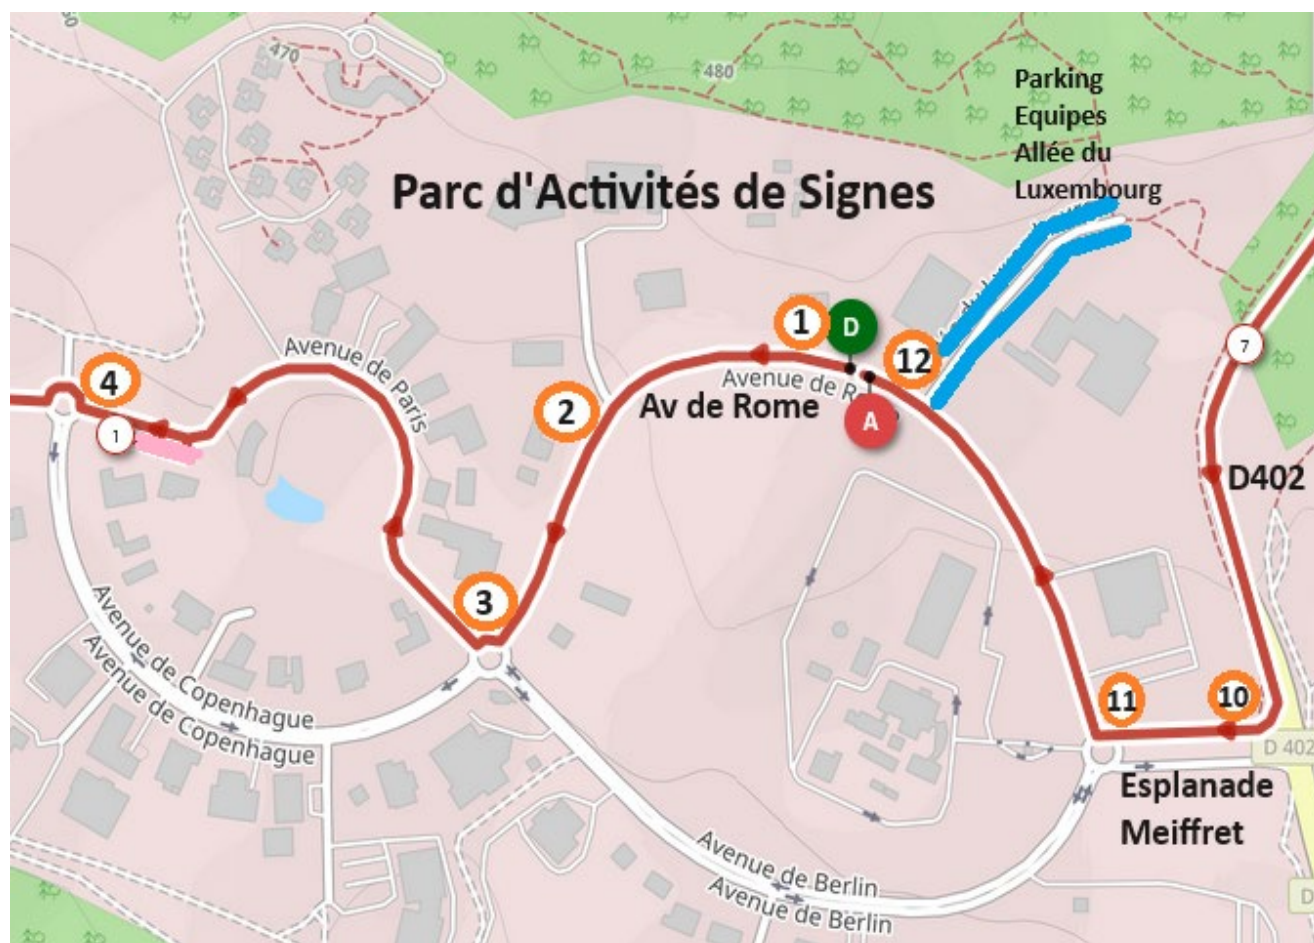 470
480
Parking
Equipes
Allée du
Luxembourg
Parc d'Activités de Signes
1
D
7
12
Avenue de Paris
4
Avenue de R
2
Av de Rome
A
1
D402
3
Avenue de Copenhague
Avenue de Copenhague
11
10
D 402
Esplanade
Meiffret
Avenue de Berlin
Avenue de Berlin
D